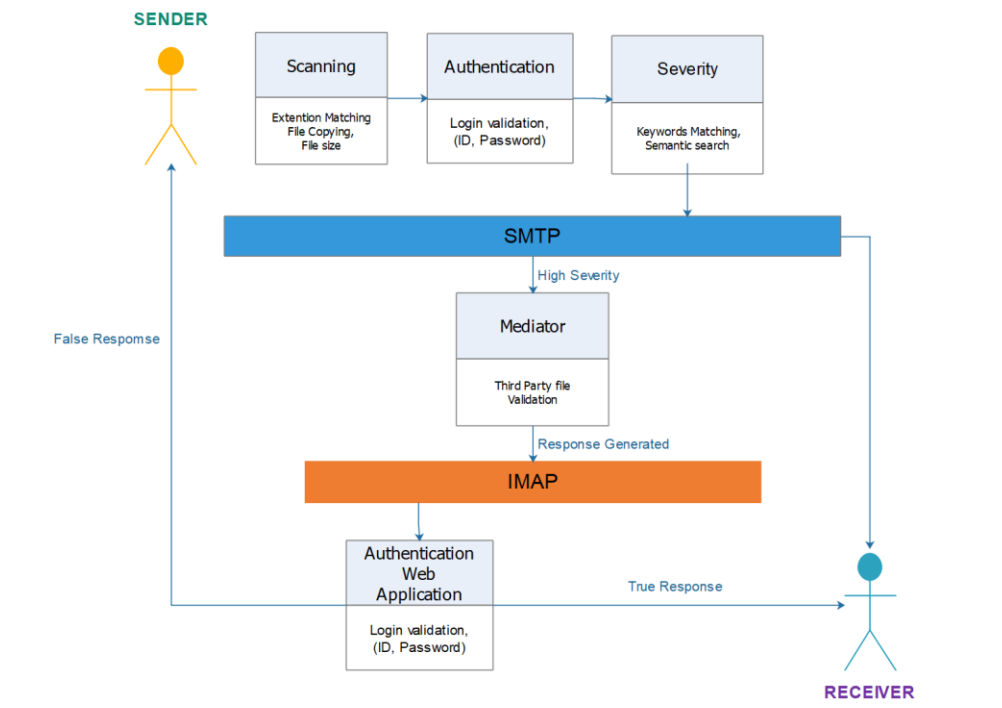 SENDER
Scanning
Extention Matching
File Copying,
File size
Authentication
Login validation,
(ID, Password)
Severity
Keywords Matching,
Semantic search
SMTP
High Severity
Mediator
Third Party file
Validation
False Respomse
Response Generated
IMAP
Authentication
Web
Application
Login validation,
(ID, Password)
True Response
RECEIVER